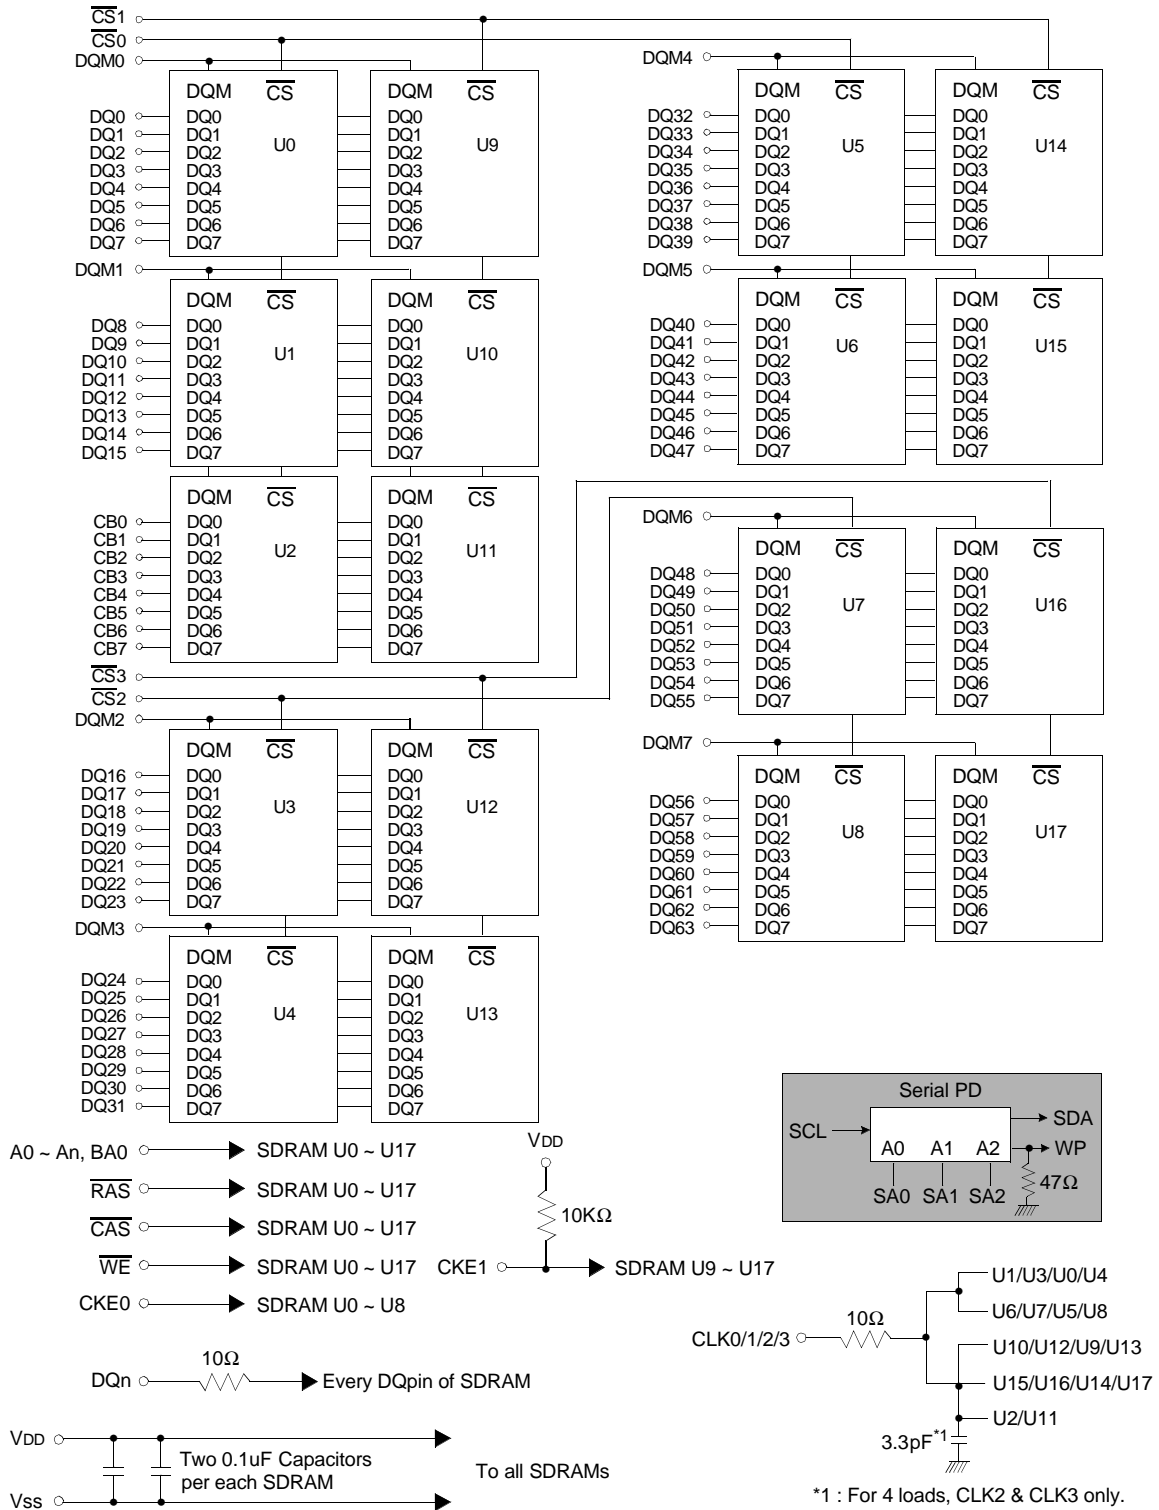 CS1
CS0
DQM0
DQM CS DQM CS
DQ0 DQ0 DQ0
DQ1 DQ1 DQ1
DQ2 DQ2 DQ2
DQ3 DQ3 DQ3
DQ4 DQ4 DQ4
DQ5 DQ5 DQ5
DQ6 DQ6 DQ6
DQ7 DQ7 DQ7
U0 U9
DQM1
DQM CS DQM CS
DQ8 DQ0 DQ0
DQ9 DQ1 DQ1
DQ10 DQ2 DQ2
DQ11 DQ3 DQ3
DQ12 DQ4 DQ4
DQ13 DQ5 DQ5
DQ14 DQ6 DQ6
DQ15 DQ7 DQ7
U1 U10
DQM CS DQM CS
CB0 DQ0 DQ0
CB1 DQ1 DQ1
CB2 DQ2 DQ2
CB3 DQ3 DQ3
CB4 DQ4 DQ4
CB5 DQ5 DQ5
CB6 DQ6 DQ6
CB7 DQ7 DQ7
U2 U11
CS3
CS2
DQM2
DQM CS DQM CS
DQ16 DQ0 DQ0
DQ17 DQ1 DQ1
DQ18 DQ2 DQ2
DQ19 DQ3 DQ3
DQ20 DQ4 DQ4
DQ21 DQ5 DQ5
DQ22 DQ6 DQ6
DQ23 DQ7 DQ7
U3 U12
DQM3
DQM CS DQM CS
DQ24 DQ0 DQ0
DQ25 DQ1 DQ1
DQ26 DQ2 DQ2
DQ27 DQ3 DQ3
DQ28 DQ4 DQ4
DQ29 DQ5 DQ5
DQ30 DQ6 DQ6
DQ31 DQ7 DQ7
U4 U13
DQM4
DQM CS DQM CS
DQ32 DQ0 DQ0
DQ33 DQ1 DQ1
DQ34 DQ2 DQ2
DQ35 DQ3 DQ3
DQ36 DQ4 DQ4
DQ37 DQ5 DQ5
DQ38 DQ6 DQ6
DQ39 DQ7 DQ7
U5 U14
DQM5
DQM CS DQM CS
DQ40 DQ0 DQ0
DQ41 DQ1 DQ1
DQ42 DQ2 DQ2
DQ43 DQ3 DQ3
DQ44 DQ4 DQ4
DQ45 DQ5 DQ5
DQ46 DQ6 DQ6
DQ47 DQ7 DQ7
U6 U15
DQM6
DQM CS DQM CS
DQ48 DQ0 DQ0
DQ49 DQ1 DQ1
DQ50 DQ2 DQ2
DQ51 DQ3 DQ3
DQ52 DQ4 DQ4
DQ53 DQ5 DQ5
DQ54 DQ6 DQ6
DQ55 DQ7 DQ7
U7 U16
DQM7
DQM CS DQM CS
DQ56 DQ0 DQ0
DQ57 DQ1 DQ1
DQ58 DQ2 DQ2
DQ59 DQ3 DQ3
DQ60 DQ4 DQ4
DQ61 DQ5 DQ5
DQ62 DQ6 DQ6
DQ63 DQ7 DQ7
U8 U17
A0 ~ An, BA0 SDRAM U0 ~ U17
RAS SDRAM U0 ~ U17
CAS SDRAM U0 ~ U17
WE SDRAM U0 ~ U17
CKE0 SDRAM U0 ~ U8
VDD
10KΩ
CKE1 SDRAM U9 ~ U17
Serial PD
SCL SDA
A0 A1 A2 WP
SA0 SA1 SA2 47Ω
10Ω
DQn Every DQpin of SDRAM
VDD
Two 0.1uF Capacitors
per each SDRAM
To all SDRAMs
Vss
10Ω
CLK0/1/2/3
U1/U3/U0/U4
U6/U7/U5/U8
U10/U12/U9/U13
U15/U16/U14/U17
U2/U11
3.3pF*1
*1 : For 4 loads, CLK2 & CLK3 only.